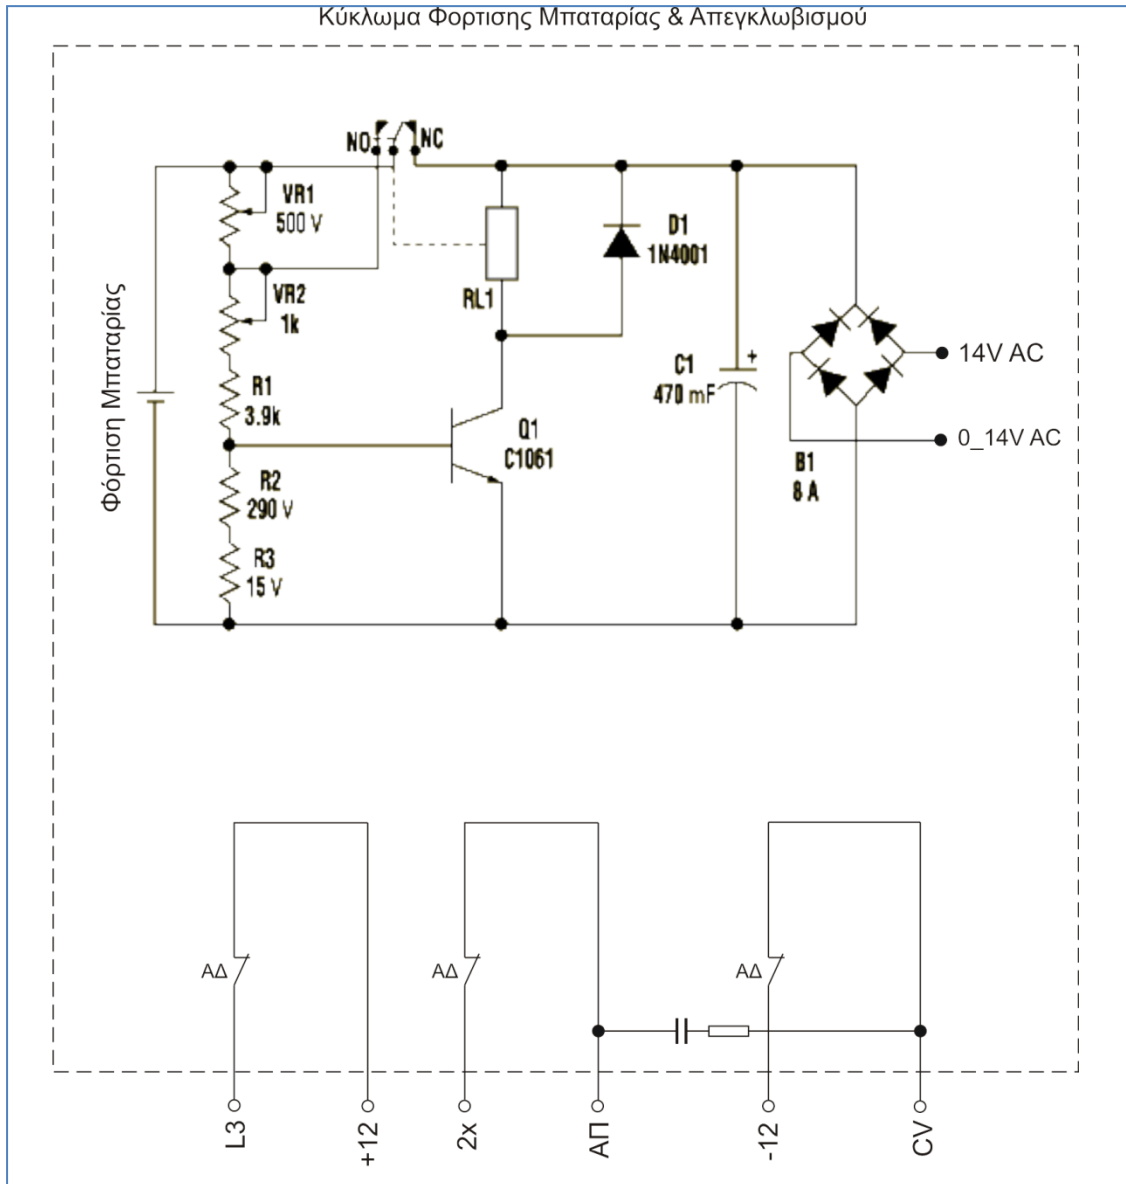 Κύκλωμα Φορτισης Μπαταρίας & Απεγκλωβισμού
NO
NC
VR1
500 V
VR2
1k
RL1
D1
1N4001
Φόρτιση Μπαταρίας
R1
3.9k
C1
470 mF
+
14V AC
0_14V AC
Q1
C1061
B1
8 A
R2
290 V
R3
15 V
ΑΔ
ΑΔ
ΑΔ
L3
+12
2x
ΑΠ
-12
CV